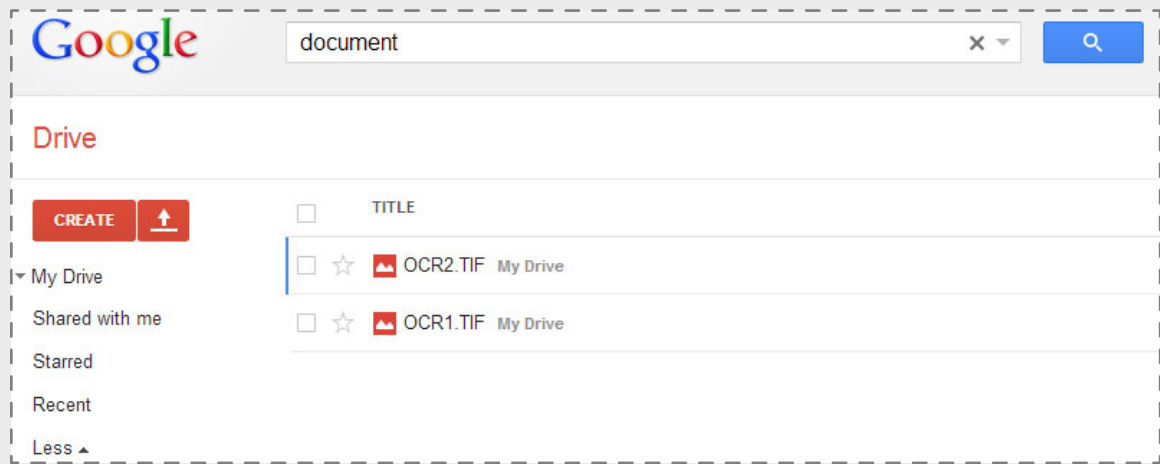 Google document
Drive
CREATE
TITLE
OCR2.TIF My Drive
My Drive
OCR1.TIF My Drive
Shared with me
Starred
Recent
Less